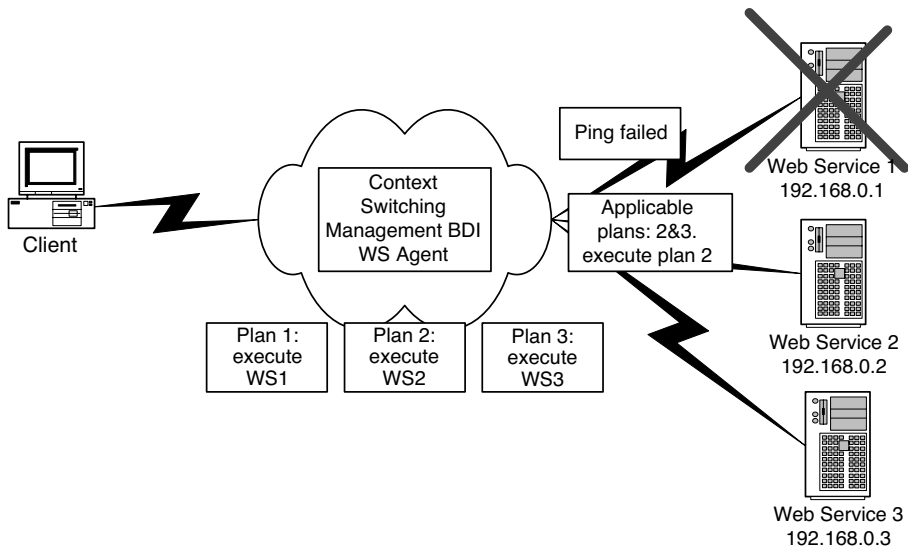 Client
Context
Switching
Management BDI
WS Agent
Plan 1:
execute
WS1
Plan 2:
execute
WS2
Plan 3:
execute
WS3
Ping failed
Applicable
plans: 2&3.
execute plan 2
Web Service 1
192.168.0.1
Web Service 2
192.168.0.2
Web Service 3
192.168.0.3